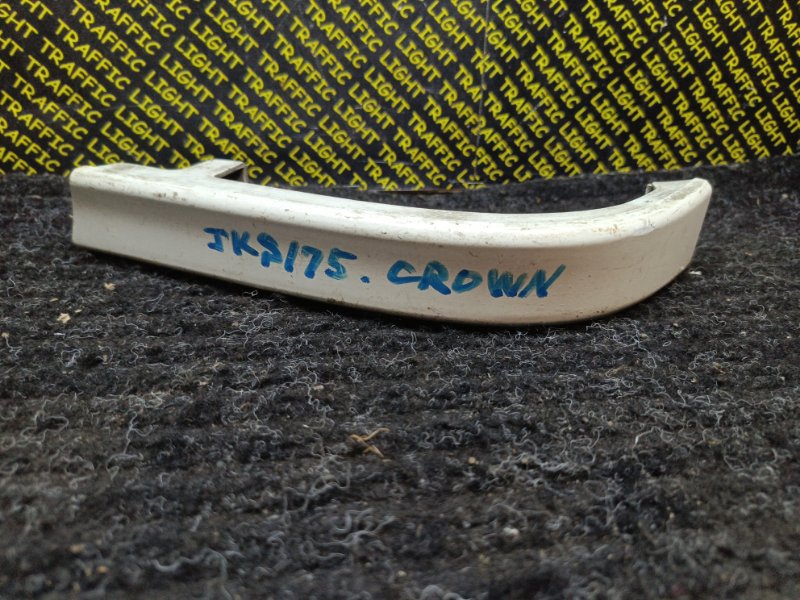 LIGHT TRAFFIC
JKS175. CROWN